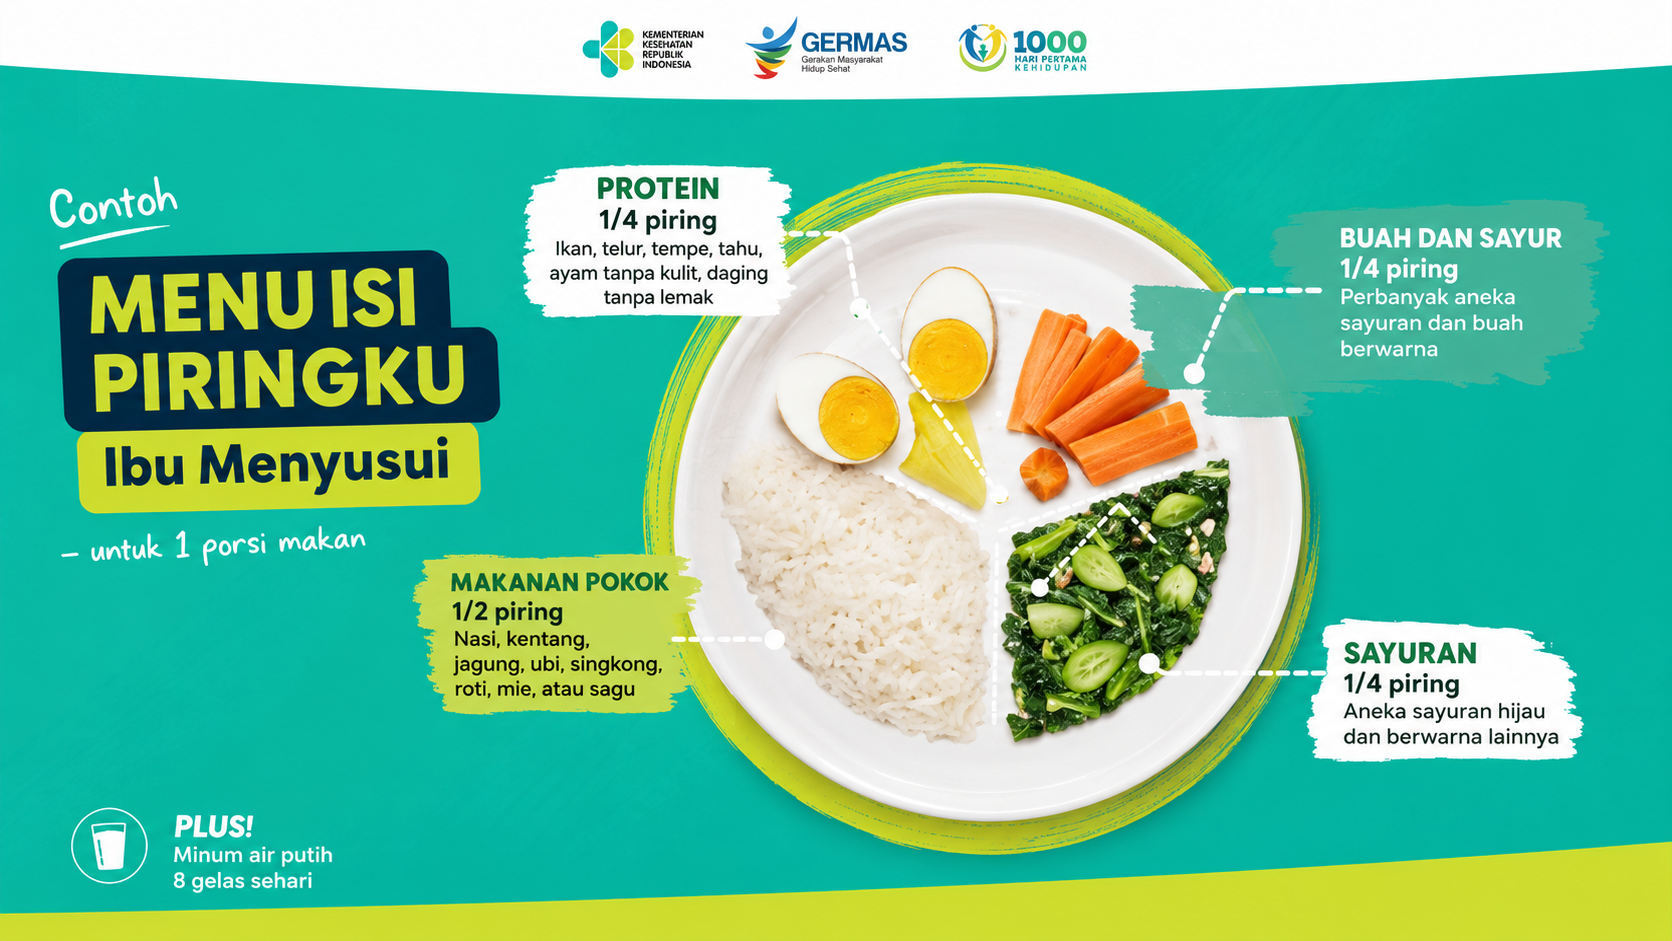 KEMENTERIAN
KESEHATAN
REPUBLIK
INDONESIA
GERMAS
Gerakan Masyarakat
Hidup Sehat
1000
HARI PERTAMA
KEHIDUPAN
Contoh
MENU ISI
PIRINGKU
Ibu Menyusui
– untuk 1 porsi makan
PROTEIN
1/4 piring
Ikan, telur, tempe, tahu,
ayam tanpa kulit, daging
tanpa lemak
BUAH DAN SAYUR
1/4 piring
Perbanyak aneka
sayuran dan buah
berwarna
MAKANAN POKOK
1/2 piring
Nasi, kentang,
jagung, ubi, singkong,
roti, mie, atau sagu
SAYURAN
1/4 piring
Aneka sayuran hijau
dan berwarna lainnya
PLUS!
Minum air putih
8 gelas sehari